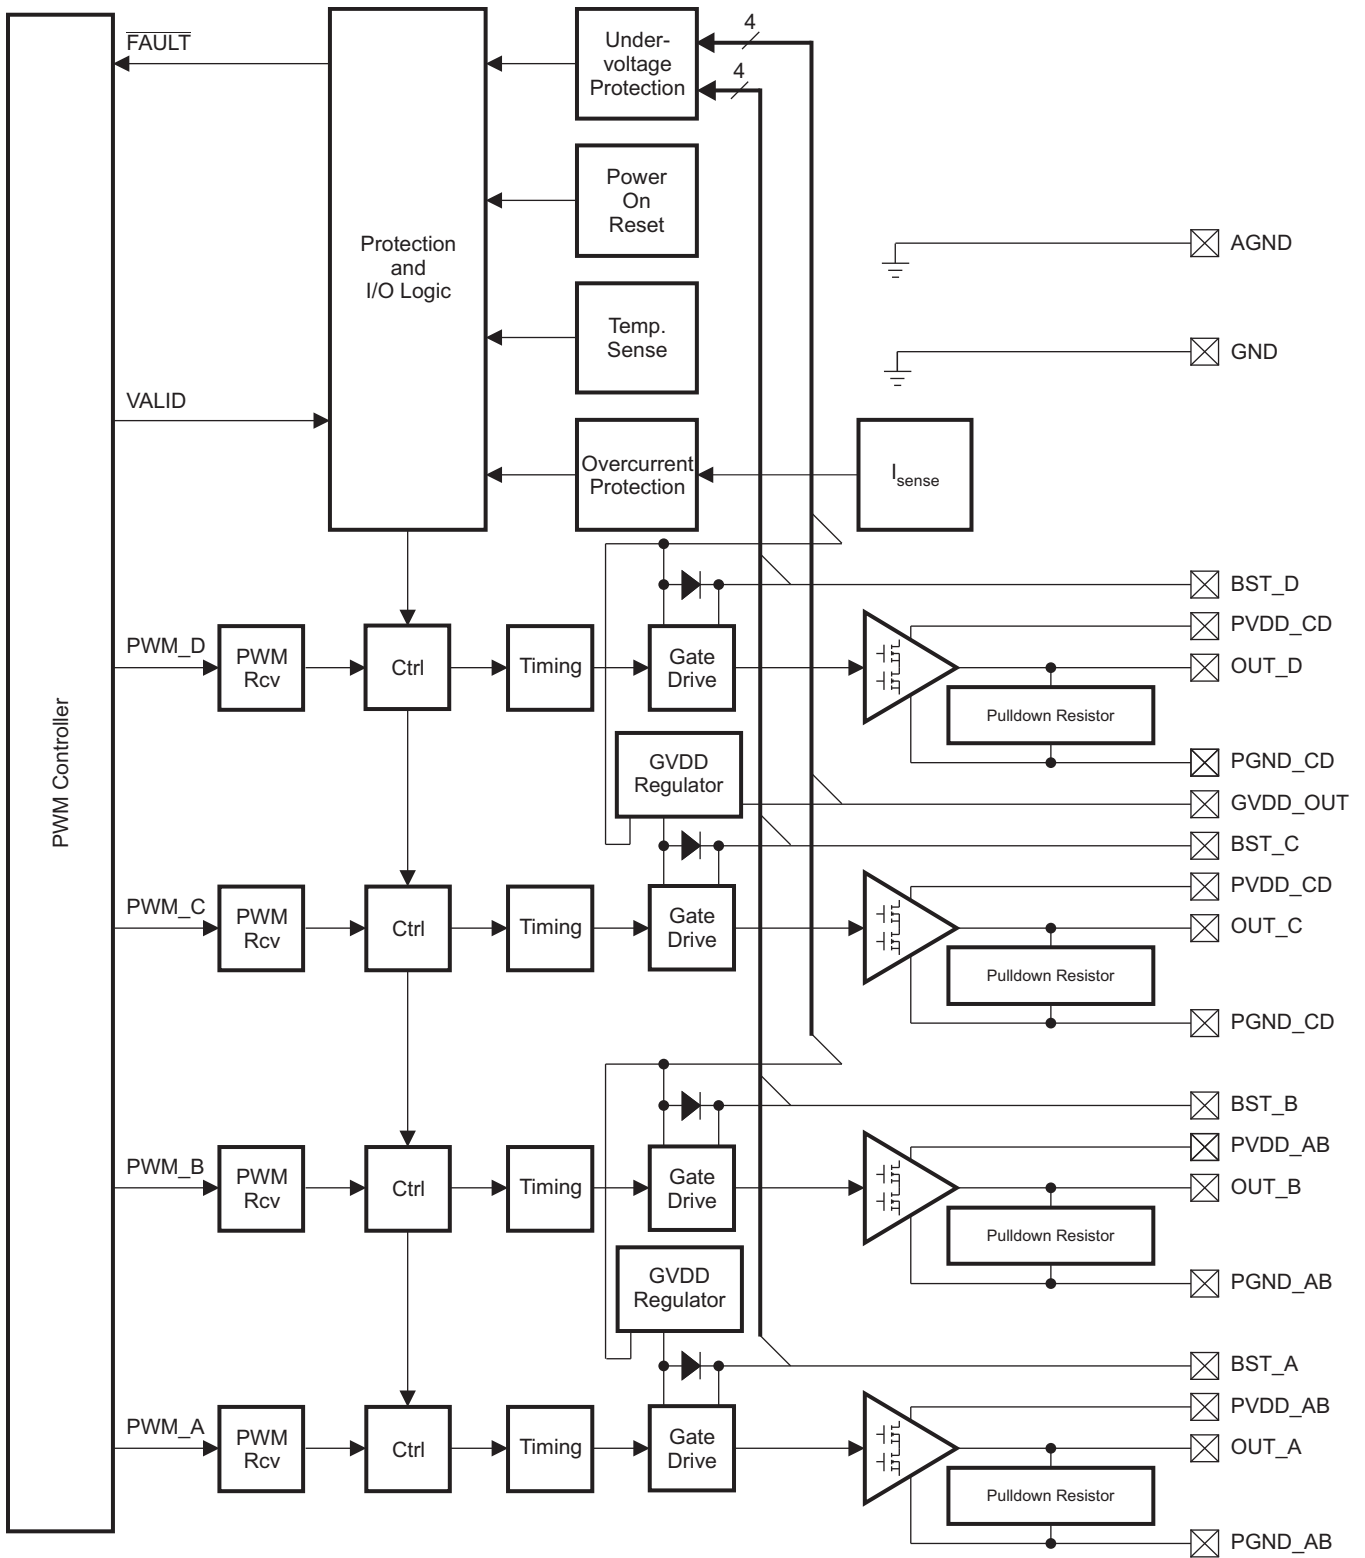 FAULT
4
Under-
voltage
Protection
4
Power
On
Reset
AGND
Protection
and
I/O Logic
Temp.
Sense
GND
VALID
Overcurrent
Protection
Isense
BST_D
PVDD_CD
PWM_D
PWM
Rcv
Ctrl
Timing
Gate
Drive
OUT_D
Pulldown Resistor
PWM Controller
GVDD
Regulator
PGND_CD
GVDD_OUT
BST_C
PVDD_CD
PWM_C
PWM
Rcv
Ctrl
Timing
Gate
Drive
OUT_C
Pulldown Resistor
PGND_CD
BST_B
PVDD_AB
PWM_B
PWM
Rcv
Ctrl
Timing
Gate
Drive
OUT_B
Pulldown Resistor
GVDD
Regulator
PGND_AB
BST_A
PVDD_AB
PWM_A
PWM
Rcv
Ctrl
Timing
Gate
Drive
OUT_A
Pulldown Resistor
PGND_AB